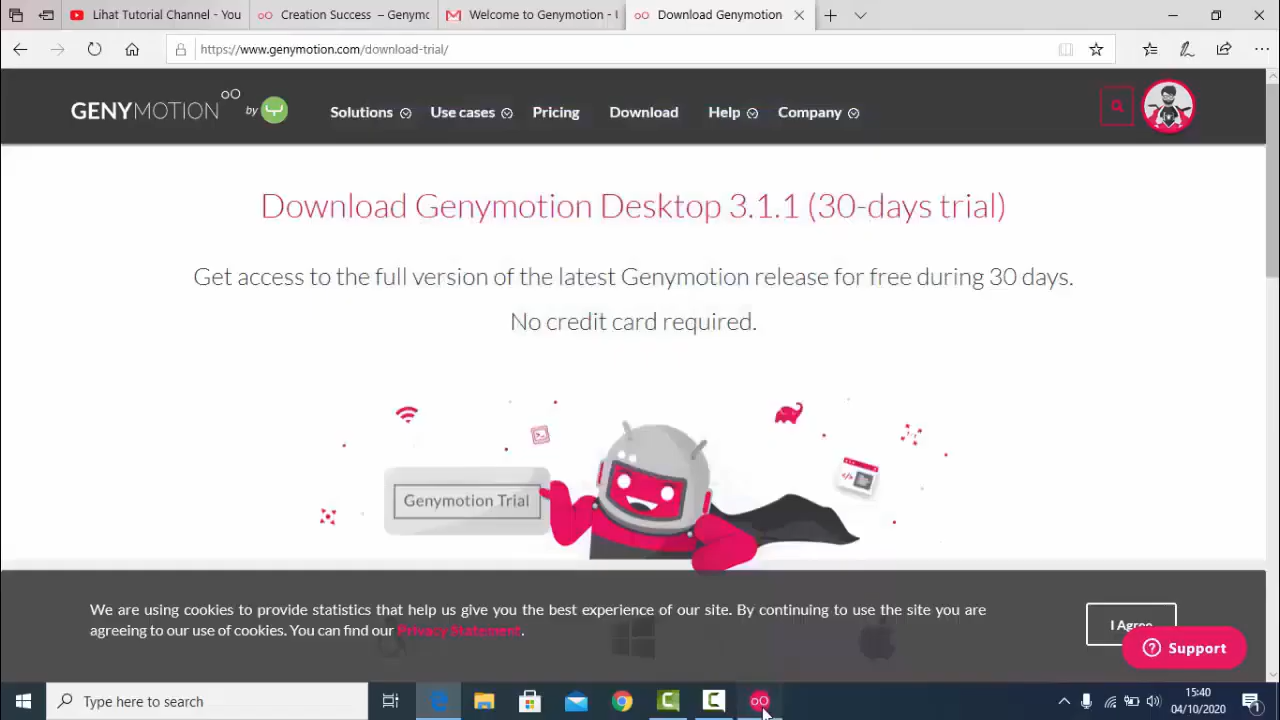 Lihat Tutorial Channel - You
Creation Success – Genymo
Welcome to Genymotion - 
Download Genymotion
https://www.genymotion.com/download-trial/
GENYMOTION by
Solutions Use cases Pricing Download Help Company
Download Genymotion Desktop 3.1.1 (30-days trial)
Get access to the full version of the latest Genymotion release for free during 30 days.
No credit card required.
Genymotion Trial
We are using cookies to provide statistics that help us give you the best experience of our site. By continuing to use the site you are
agreeing to our use of cookies. You can find our Privacy Statement.
I Agree
Support
Type here to search
15:40
04/10/2020
1